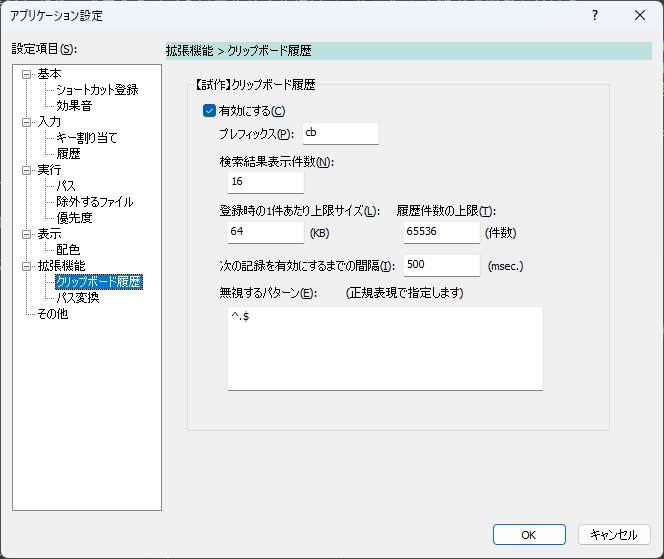 アプリケーション設定
設定項目(S):
基本
ショートカット登録
効果音
入力
キー割り当て
履歴
実行
パス
除外するファイル
優先度
表示
配色
拡張機能
クリップボード履歴
パス変換
その他
拡張機能 > クリップボード履歴
【試作】クリップボード履歴
有効にする(C)
プレフィックス(P): cb
検索結果表示件数(N):
16
登録時の1件あたり上限サイズ(L): 履歴件数の上限(T):
64 (KB) 65536 (件数)
次の記録を有効にするまでの間隔(I): 500 (msec.)
無視するパターン(E): (正規表現で指定します)
^.$
OK キャンセル